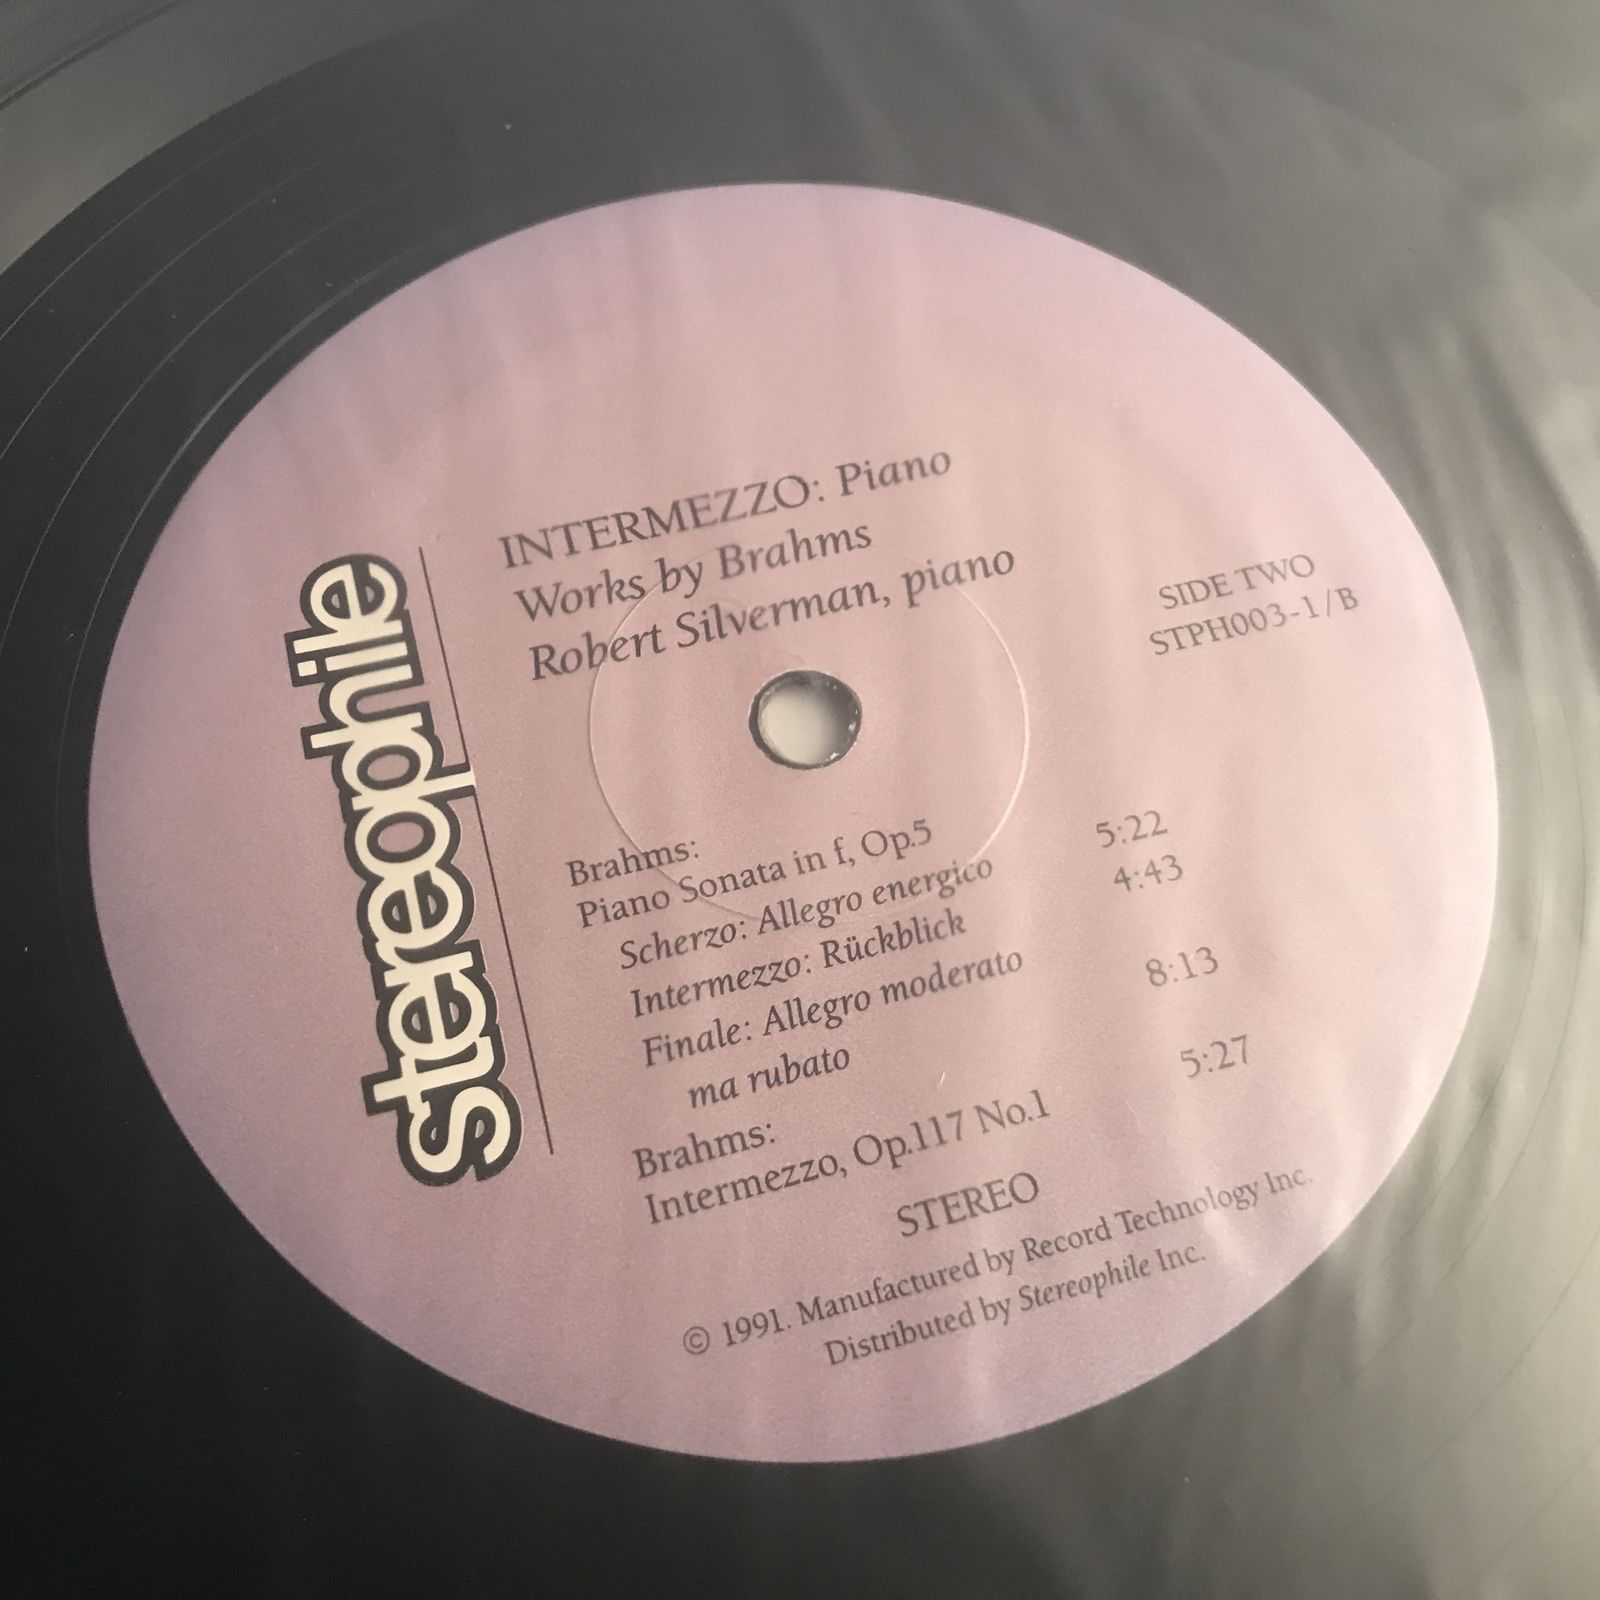 stereophile
INTERMEZZO: Piano
Works by Brahms
Robert Silverman, piano
SIDE TWO
STPH003-1/B
Brahms:
Piano Sonata in f, Op.5
Scherzo: Allegro energico 5:22
Intermezzo: Rückblick 4:43
Finale: Allegro moderato
ma rubato 8:13
Brahms:
Intermezzo, Op.117 No.1 5:27
STEREO
© 1991. Manufactured by Record Technology Inc.
Distributed by Stereophile Inc.